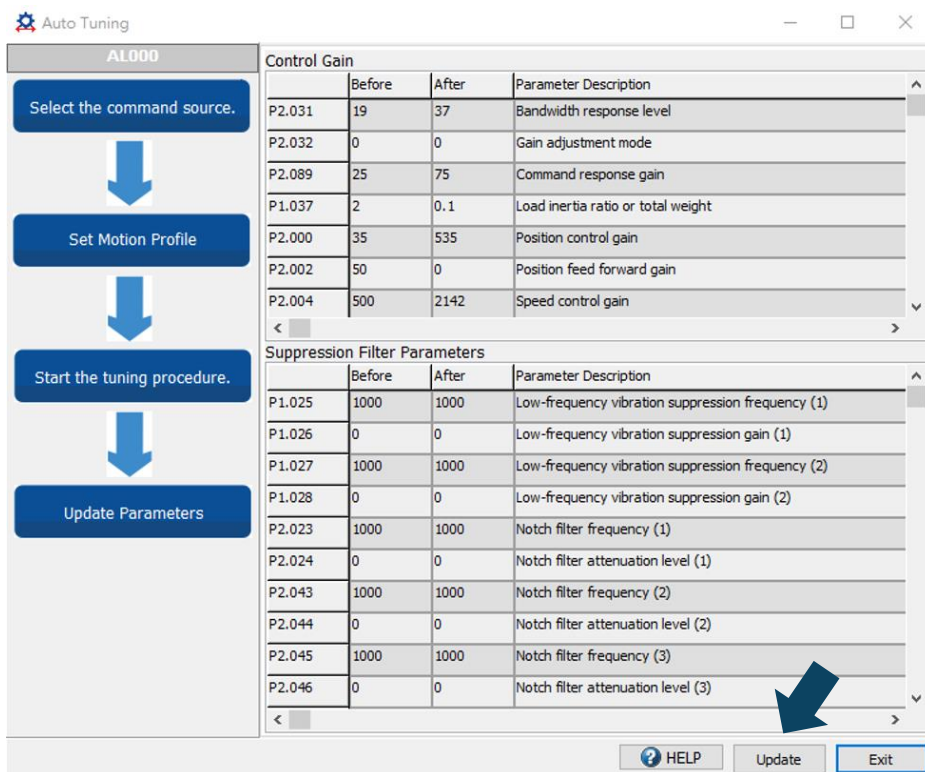 Auto Tuning
AL000
Select the command source.
Set Motion Profile
Start the tuning procedure.
Update Parameters
Control Gain
Before After Parameter Description
P2.031 19 37 Bandwidth response level
P2.032 0 0 Gain adjustment mode
P2.089 25 75 Command response gain
P1.037 2 0.1 Load inertia ratio or total weight
P2.000 35 535 Position control gain
P2.002 50 0 Position feed forward gain
P2.004 500 2142 Speed control gain
Suppression Filter Parameters
Before After Parameter Description
P1.025 1000 1000 Low-frequency vibration suppression frequency (1)
P1.026 0 0 Low-frequency vibration suppression gain (1)
P1.027 1000 1000 Low-frequency vibration suppression frequency (2)
P1.028 0 0 Low-frequency vibration suppression gain (2)
P2.023 1000 1000 Notch filter frequency (1)
P2.024 0 0 Notch filter attenuation level (1)
P2.043 1000 1000 Notch filter frequency (2)
P2.044 0 0 Notch filter attenuation level (2)
P2.045 1000 1000 Notch filter frequency (3)
P2.046 0 0 Notch filter attenuation level (3)
HELP Update Exit